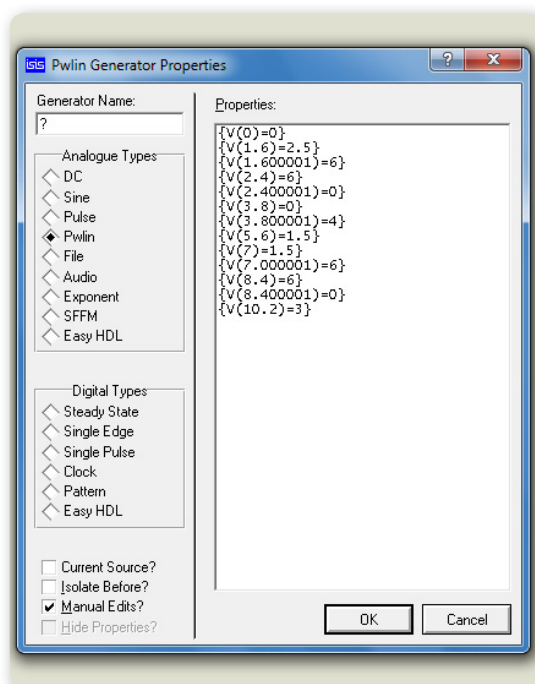 ISIS Pwlin Generator Properties
?
X
Generator Name:
?
Analogue Types
DC
Sine
Pulse
Pwlin
File
Audio
Exponent
SFFM
Easy HDL
Digital Types
Steady State
Single Edge
Single Pulse
Clock
Pattern
Easy HDL
Current Source?
Isolate Before?
Manual Edits?
Hide Properties?
Properties:
{V(0)=0}
{V(1.6)=2.5}
{V(1.600001)=6}
{V(2.4)=6}
{V(2.400001)=0}
{V(3.8)=0}
{V(3.800001)=4}
{V(5.6)=1.5}
{V(7)=1.5}
{V(7.000001)=6}
{V(8.4)=6}
{V(8.400001)=0}
{V(10.2)=3}
OK
Cancel